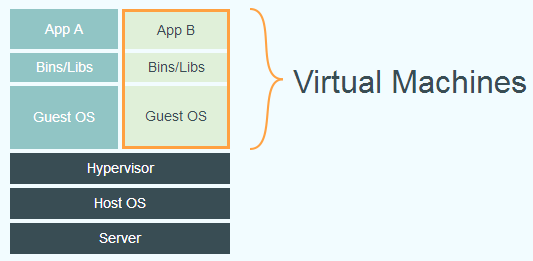 App A
App B
Bins/Libs
Bins/Libs
Guest OS
Guest OS
Hypervisor
Host OS
Server
Virtual Machines